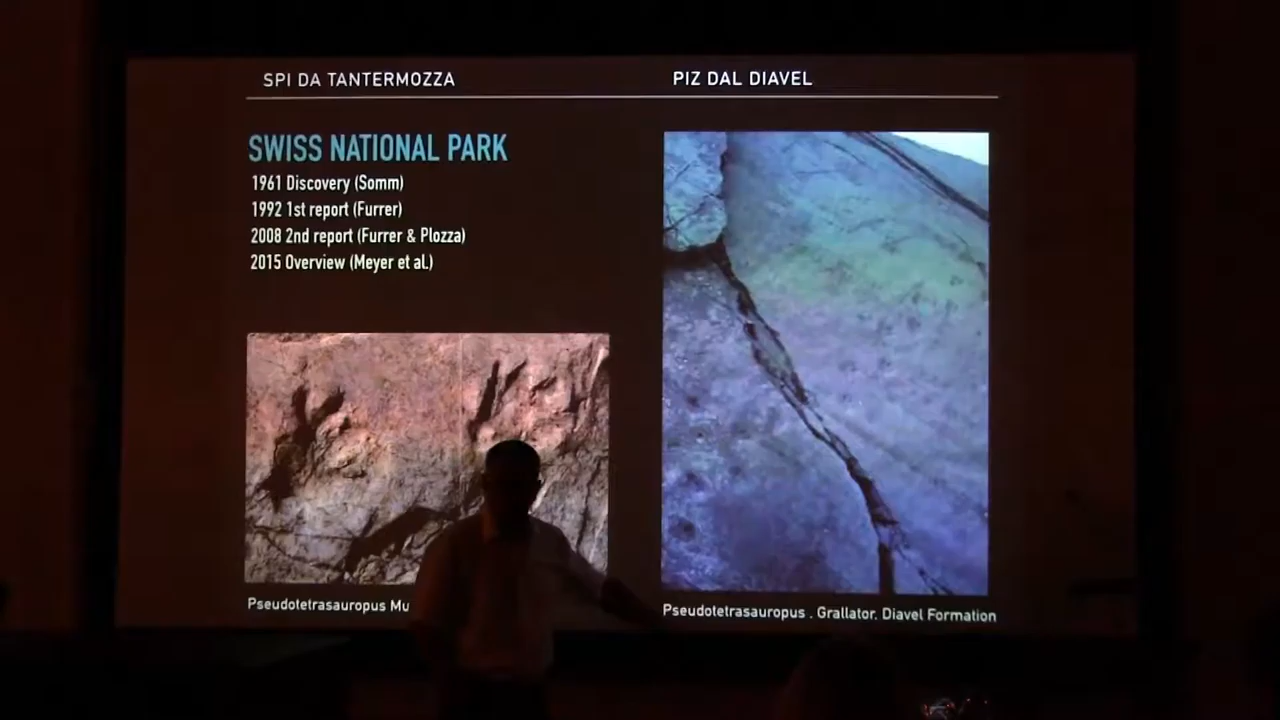 SPI DA TANTERMOZZA
PIZ DAL DIAVEL
SWISS NATIONAL PARK
1961 Discovery (Somm)
1992 1st report (Furrer)
2008 2nd report (Furrer & Plozza)
2015 Overview (Meyer et al.)
Pseudotetrasauropus
Pseudotetrasauropus . Grallator. Diavel Formation